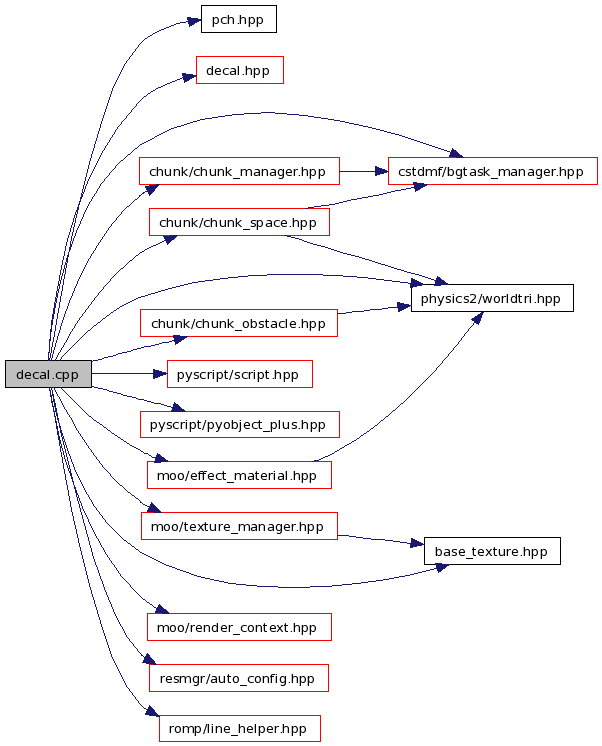 pch.hpp
decal.hpp
chunk/chunk_manager.hpp
cstdmf/bgtask_manager.hpp
chunk/chunk_space.hpp
physics2/worldtri.hpp
chunk/chunk_obstacle.hpp
decal.cpp
pyscript/script.hpp
pyscript/pyobject_plus.hpp
moo/effect_material.hpp
moo/texture_manager.hpp
base_texture.hpp
moo/render_context.hpp
resmgr/auto_config.hpp
romp/line_helper.hpp